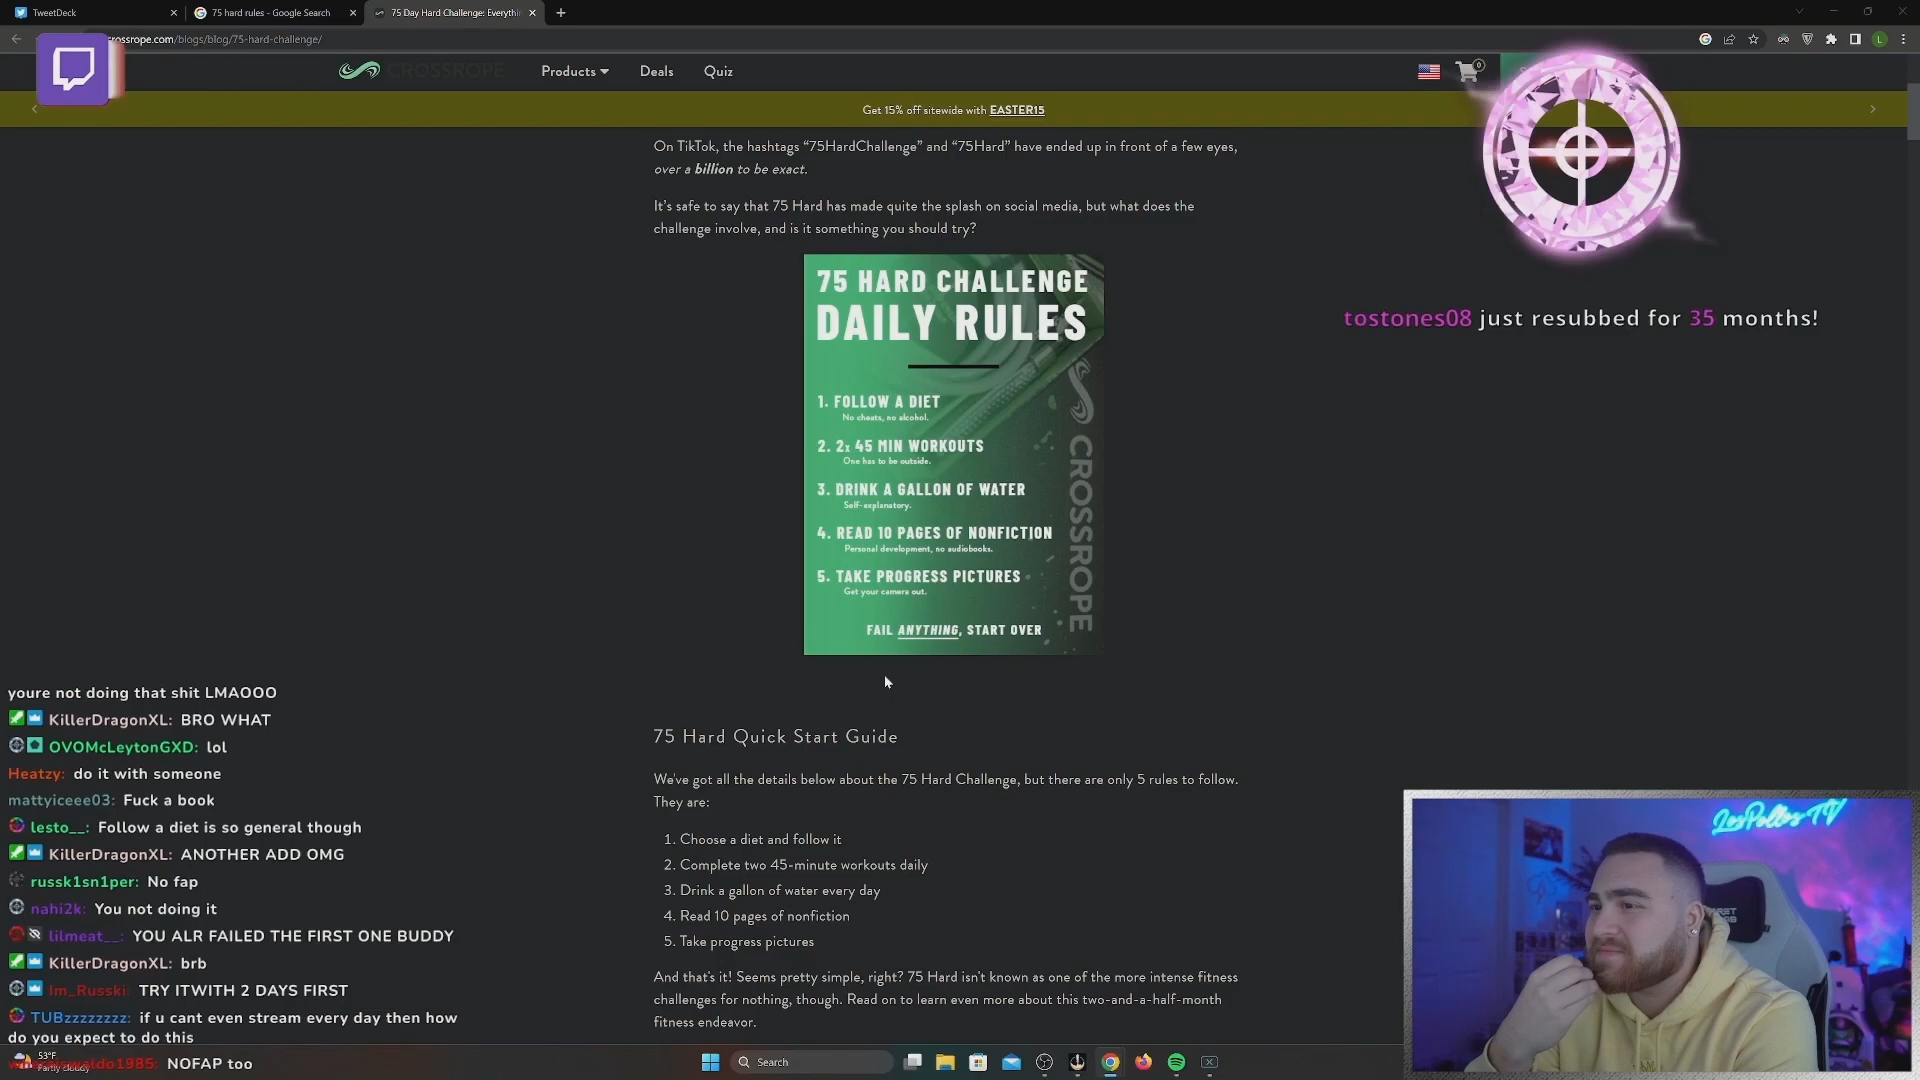 TweetDeck
75 hard rules - Google Search
75 Day Hard Challenge: Everythi
crossrope.com/blogs/blog/75-hard-challenge/
CROSSROPE
Products
Deals
Quiz
0
Get 15% off sitewide with EASTER15
On TikTok, the hashtags “75HardChallenge” and “75Hard” have ended up in front of a few eyes,
over a billion to be exact.
It’s safe to say that 75 Hard has made quite the splash on social media, but what does the
challenge involve, and is it something you should try?
75 HARD CHALLENGE
DAILY RULES
1. FOLLOW A DIET
No cheats, no alcohol.
2. 2x 45 MIN WORKOUTS
One has to be outside.
3. DRINK A GALLON OF WATER
Self-explanatory.
4. READ 10 PAGES OF NONFICTION
Personal development, no audiobooks.
5. TAKE PROGRESS PICTURES
Get your camera out.
FAIL ANYTHING, START OVER
CROSSROPE
tostones08 just resubbed for 35 months!
75 Hard Quick Start Guide
We've got all the details below about the 75 Hard Challenge, but there are only 5 rules to follow.
They are:
1. Choose a diet and follow it
2. Complete two 45-minute workouts daily
3. Drink a gallon of water every day
4. Read 10 pages of nonfiction
5. Take progress pictures
And that's it! Seems pretty simple, right? 75 Hard isn't known as one of the more intense fitness
challenges for nothing, though. Read on to learn even more about this two-and-a-half-month
fitness endeavor.
youre not doing that shit LMAOOO
KillerDragonXL: BRO WHAT
OVOMcLeytonGXD: lol
Heatzy: do it with someone
mattyiceee03: Fuck a book
lesto__: Follow a diet is so general though
KillerDragonXL: ANOTHER ADD OMG
russk1sn1per: No fap
nahi2k: You not doing it
lilmeat__: YOU ALR FAILED THE FIRST ONE BUDDY
KillerDragonXL: brb
Im_Russki: TRY ITWITH 2 DAYS FIRST
TUBzzzzzzzz: if u cant even stream every day then how
do you expect to do this
NOFAP too
53°F
Partly cloudy
Search
LosPollos TV